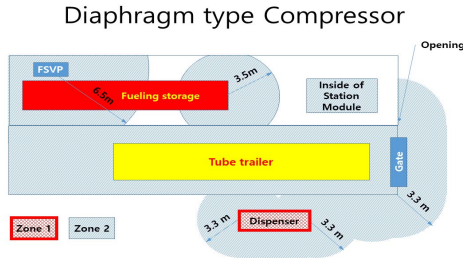 Diaphragm type Compressor
Opening
FSVP
3.5m
6.5m
Fueling storage
Inside of
Station
Module
Tube trailer
Gate
3.3 m
3.3 m
Dispenser
3.3 m
Zone 1
Zone 2